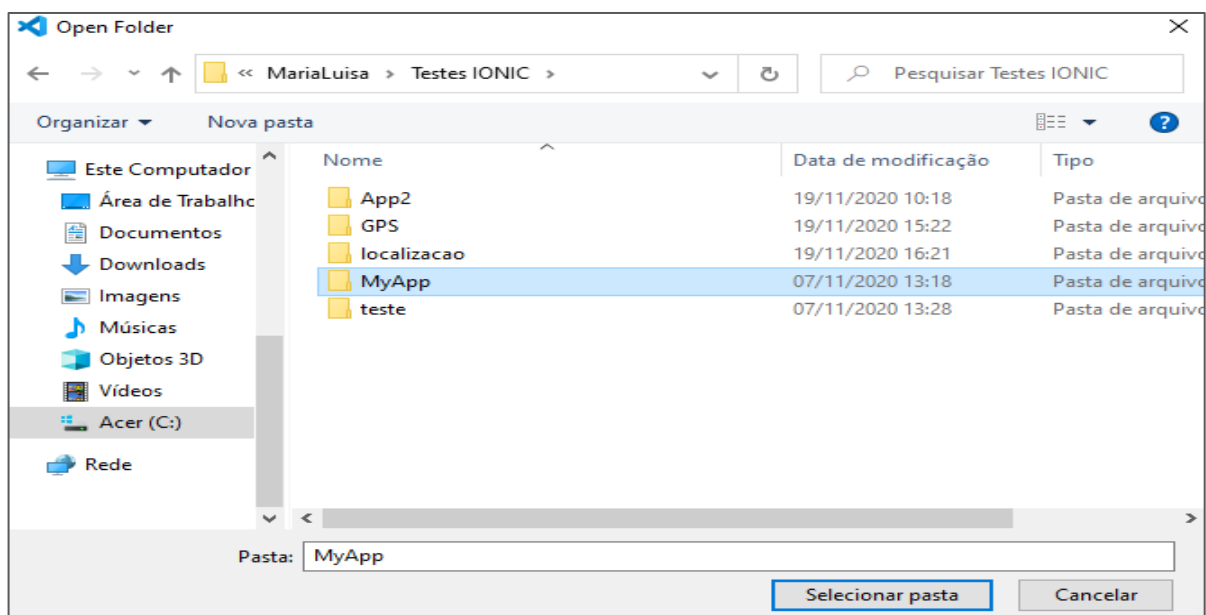 Open Folder
« MariaLuisa > Testes IONIC >
Pesquisar Testes IONIC
Organizar
Nova pasta
Nome
Data de modificação
Tipo
Este Computador
Área de Trabalhc
Documentos
Downloads
Imagens
Músicas
Objetos 3D
Vídeos
Acer (C:)
Rede
App2 19/11/2020 10:18 Pasta de arquivo
GPS 19/11/2020 15:22 Pasta de arquivo
localizacao 19/11/2020 16:21 Pasta de arquivo
MyApp 07/11/2020 13:18 Pasta de arquivo
teste 07/11/2020 13:28 Pasta de arquivo
Pasta: MyApp
Selecionar pasta
Cancelar